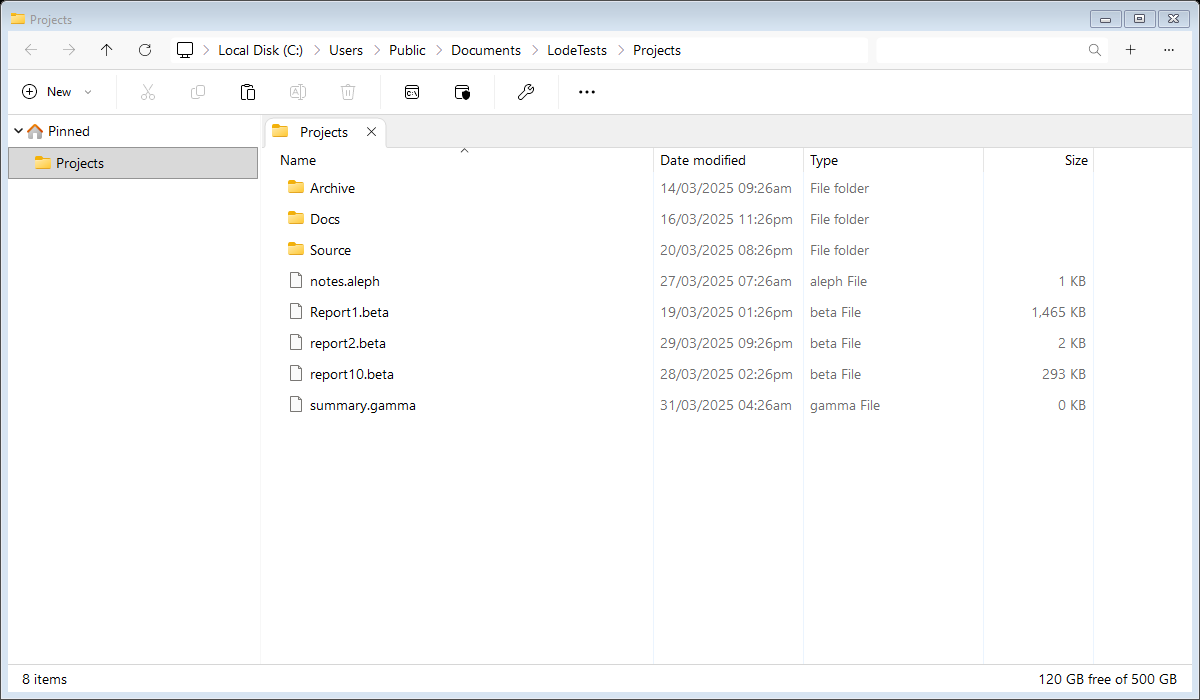 Projects
Local Disk (C:) Users Public Documents LodeTests Projects
New
Pinned
Projects
Projects
Name Date modified Type Size
Archive 14/03/2025 09:26am File folder
Docs 16/03/2025 11:26pm File folder
Source 20/03/2025 08:26pm File folder
notes.aleph 27/03/2025 07:26am aleph File 1 KB
Report1.beta 19/03/2025 01:26pm beta File 1,465 KB
report2.beta 29/03/2025 09:26pm beta File 2 KB
report10.beta 28/03/2025 02:26pm beta File 293 KB
summary.gamma 31/03/2025 04:26am gamma File 0 KB
8 items 120 GB free of 500 GB